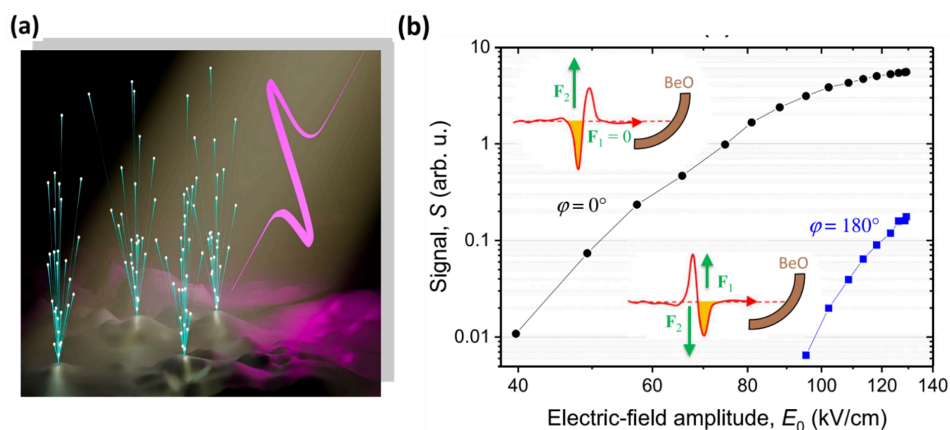 (a)
(b)
Signal, S (arb. u.)
10
1
0.1
0.01
BeO
F₂
F₁ = 0
φ = 0°
φ = 180°
BeO
F₁
F₂
40
60
80
100
120
140
Electric-field amplitude, E₀ (kV/cm)